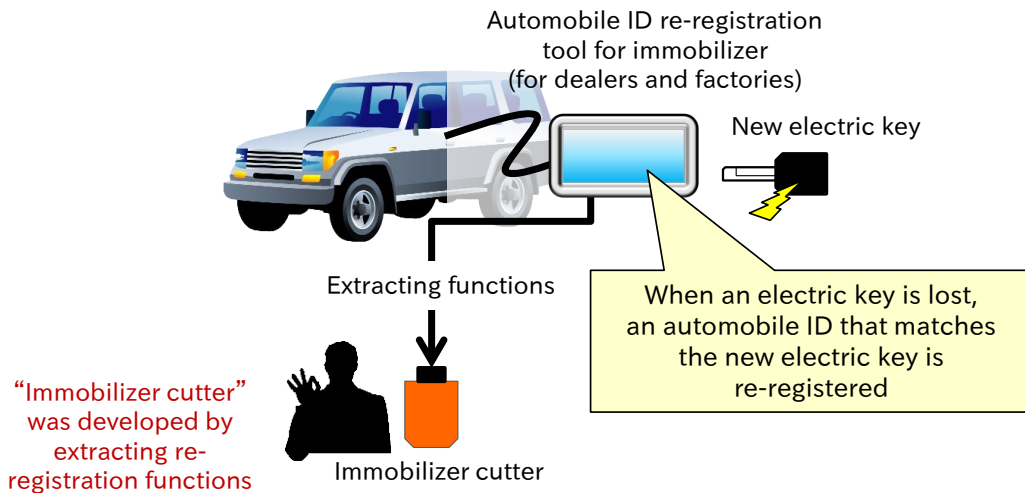 Automobile ID re-registration
tool for immobilizer
(for dealers and factories)
New electric key
Extracting functions
When an electric key is lost,
an automobile ID that matches
the new electric key is
re-registered
“Immobilizer cutter”
was developed by
extracting re-
registration functions
Immobilizer cutter